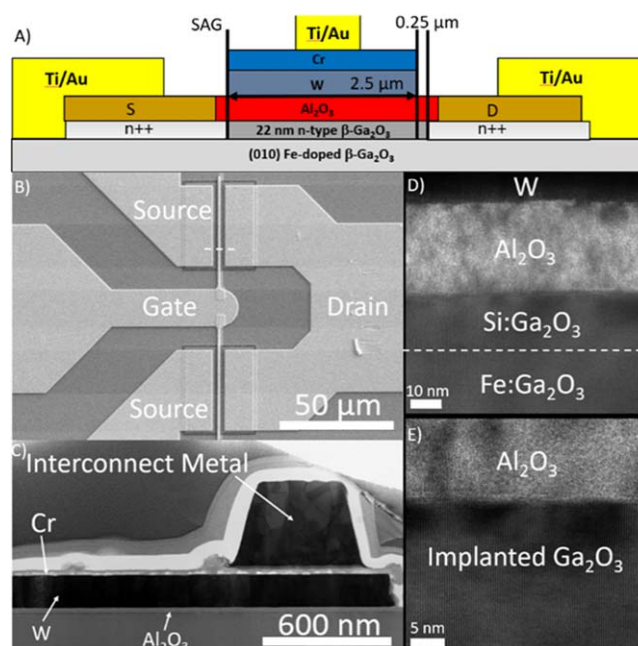 A)
SAG
0.25 µm
Ti/Au
Cr
Ti/Au
Ti/Au
W
2.5 µm
S
Al₂O₃
D
n++
22 nm n-type β-Ga₂O₃
n++
(010) Fe-doped β-Ga₂O₃
B)
Source
Gate
Drain
Source
50 µm
C)
Interconnect Metal
Cr
W
Al₂O₃
600 nm
D)
W
Al₂O₃
Si:Ga₂O₃
Fe:Ga₂O₃
10 nm
E)
Al₂O₃
Implanted Ga₂O₃
5 nm